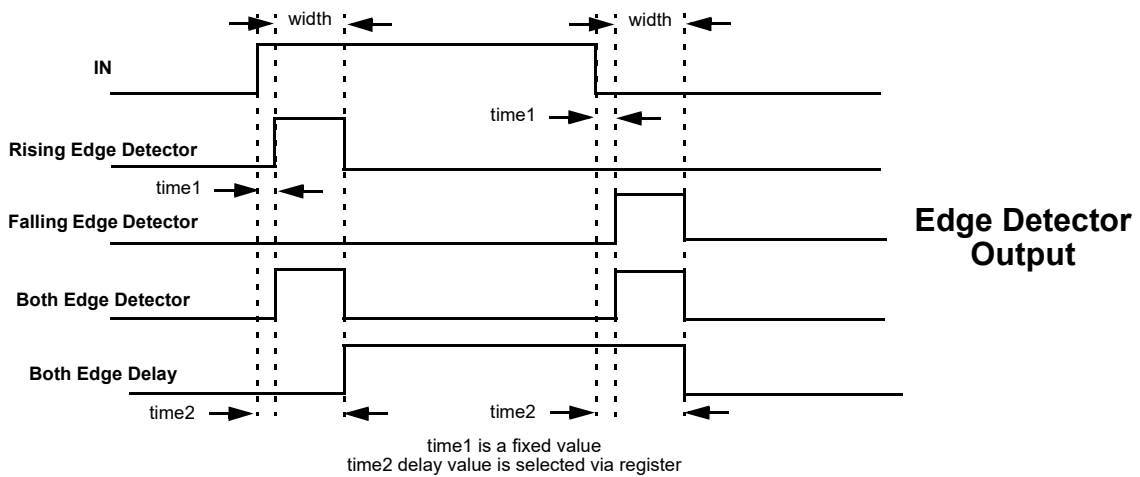 width
width
IN
time1
Rising Edge Detector
time1
Falling Edge Detector
Edge Detector
Output
Both Edge Detector
Both Edge Delay
time2
time2
time1 is a fixed value
time2 delay value is selected via register